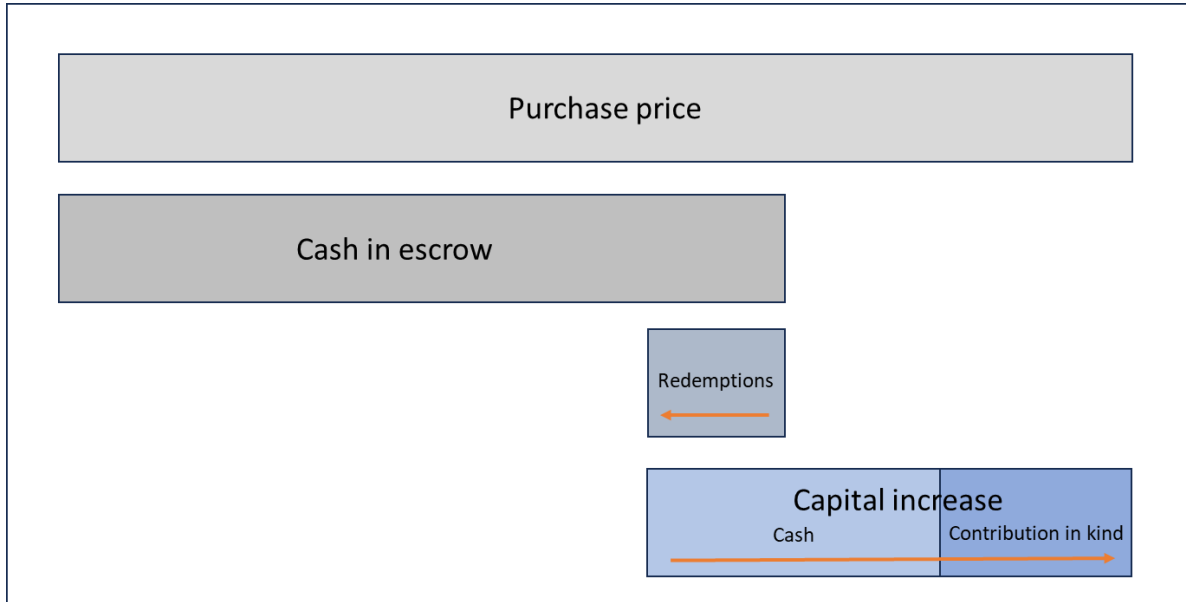 Purchase price
Cash in escrow
Redemptions
Capital increase
Cash
Contribution in kind